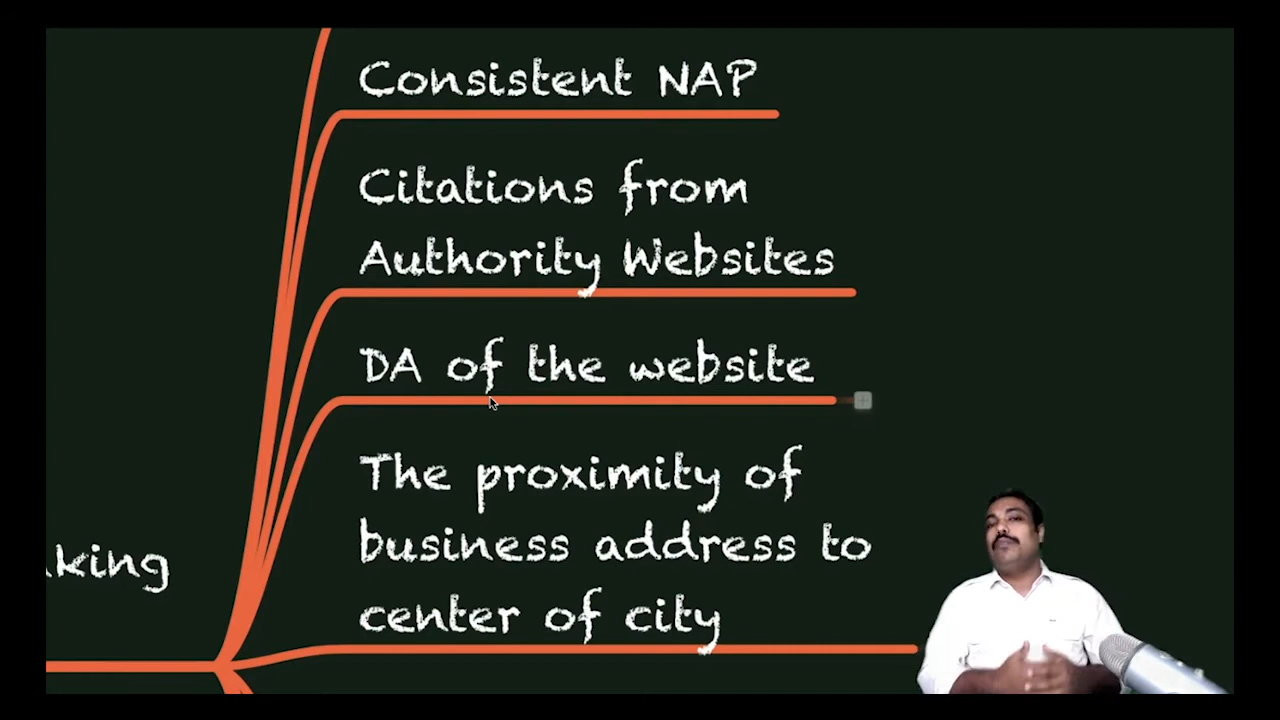 Consistent NAP
Citations from
Authority Websites
DA of the website
The proximity of
business address to
center of city